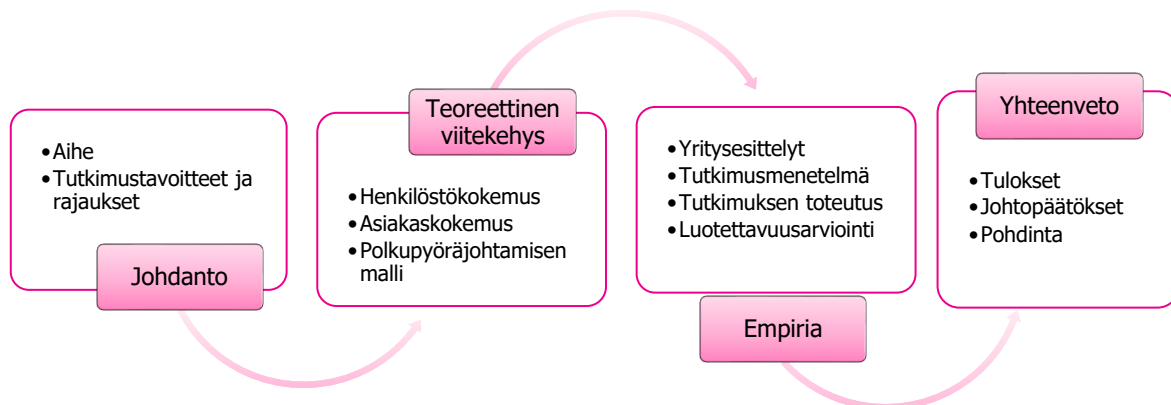 •Aihe
•Tutkimustavoitteet ja
rajaukset
Johdanto
Teoreettinen
viitekehys
•Henkilöstökokemus
•Asiakaskokemus
•Polkupyöräjohtamisen
malli
•Yritysesittelyt
•Tutkimusmenetelmä
•Tutkimuksen toteutus
•Luotettavuusarviointi
Empiria
Yhteenveto
•Tulokset
•Johtopäätökset
•Pohdinta